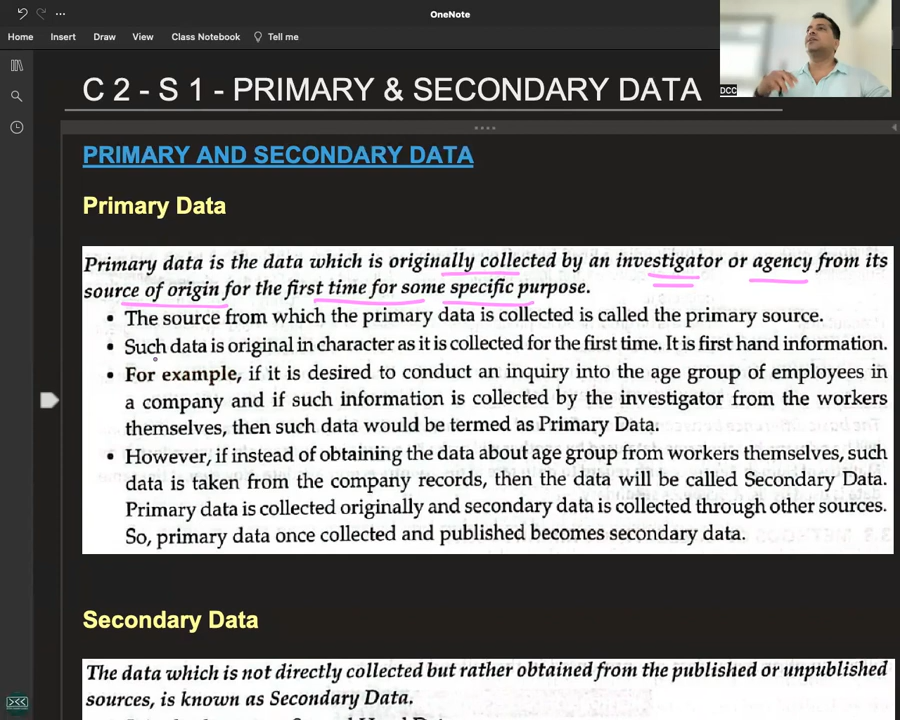 OneNote
Home Insert Draw View Class Notebook Tell me
DCC
C 2 - S 1 - PRIMARY & SECONDARY DATA
PRIMARY AND SECONDARY DATA
Primary Data
Primary data is the data which is originally collected by an investigator or agency from its
source of origin for the first time for some specific purpose.
• The source from which the primary data is collected is called the primary source.
• Such data is original in character as it is collected for the first time. It is first hand information.
• For example, if it is desired to conduct an inquiry into the age group of employees in
a company and if such information is collected by the investigator from the workers
themselves, then such data would be termed as Primary Data.
• However, if instead of obtaining the data about age group from workers themselves, such
data is taken from the company records, then the data will be called Secondary Data.
Primary data is collected originally and secondary data is collected through other sources.
So, primary data once collected and published becomes secondary data.
Secondary Data
The data which is not directly collected but rather obtained from the published or unpublished
sources, is known as Secondary Data.